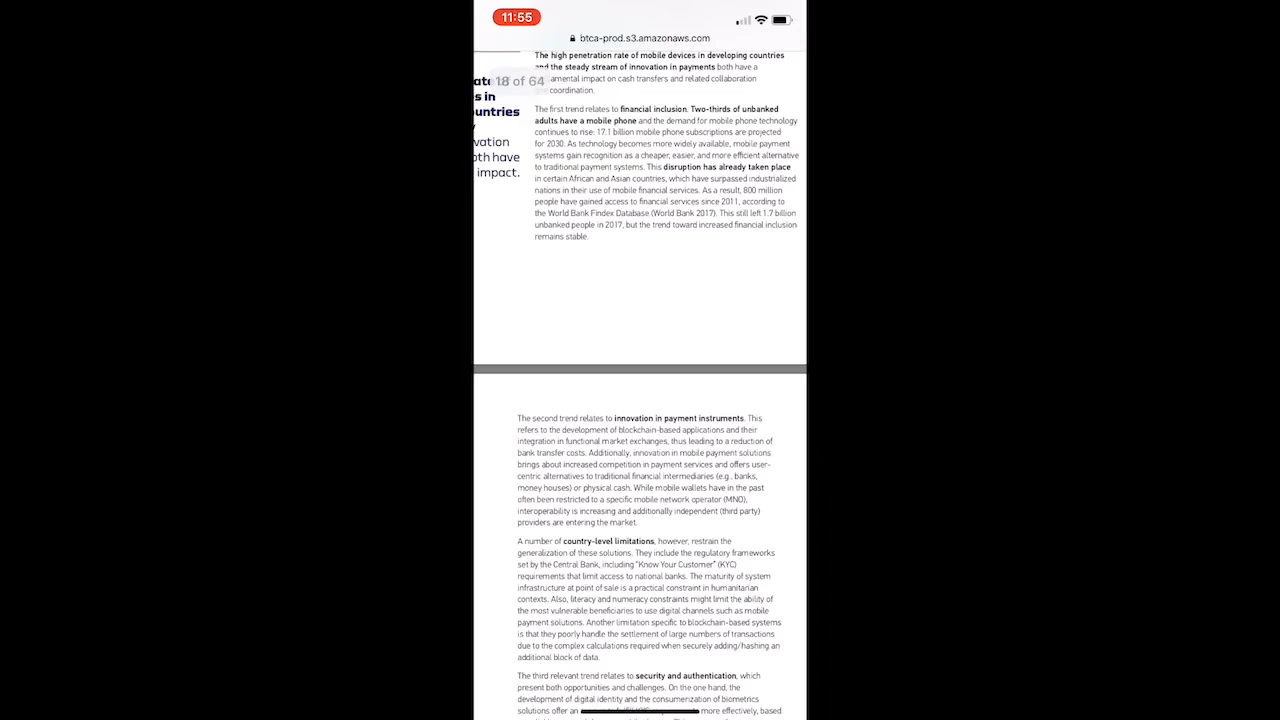 11:55
btca-prod.s3.amazonaws.com
18 of 64
s in
untries
vation
oth have
impact.
The high penetration rate of mobile devices in developing countries
and the steady stream of innovation in payments both have a
amental impact on cash transfers and related collaboration
coordination.
The first trend relates to financial inclusion. Two-thirds of unbanked
adults have a mobile phone and the demand for mobile phone technology
continues to rise: 17.1 billion mobile phone subscriptions are projected
for 2030. As technology becomes more widely available, mobile payment
systems gain recognition as a cheaper, easier, and more efficient alternative
to traditional payment systems. This disruption has already taken place
in certain African and Asian countries, which have surpassed industrialized
nations in their use of mobile financial services. As a result, 800 million
people have gained access to financial services since 2011, according to
the World Bank Findex Database (World Bank 2017). This still left 1.7 billion
unbanked people in 2017, but the trend toward increased financial inclusion
remains stable.
The second trend relates to innovation in payment instruments. This
refers to the development of blockchain-based applications and their
integration in functional market exchanges, thus leading to a reduction of
bank transfer costs. Additionally, innovation in mobile payment solutions
brings about increased competition in payment services and offers user-
centric alternatives to traditional financial intermediaries (e.g., banks,
money houses) or physical cash. While mobile wallets have in the past
often been restricted to a specific mobile network operator (MNO),
interoperability is increasing and additionally independent (third party)
providers are entering the market.
A number of country-level limitations, however, restrain the
generalization of these solutions. They include the regulatory frameworks
set by the Central Bank, including "Know Your Customer" (KYC)
requirements that limit access to national banks. The maturity of system
infrastructure at point of sale is a practical constraint in humanitarian
contexts. Also, literacy and numeracy constraints might limit the ability of
the most vulnerable beneficiaries to use digital channels such as mobile
payment solutions. Another limitation specific to blockchain-based systems
is that they poorly handle the settlement of large numbers of transactions
due to the complex calculations required when securely adding/hashing an
additional block of data.
The third relevant trend relates to security and authentication, which
present both opportunities and challenges. On the one hand, the
development of digital identity and the consumerization of biometrics
solutions offer an more effectively, based